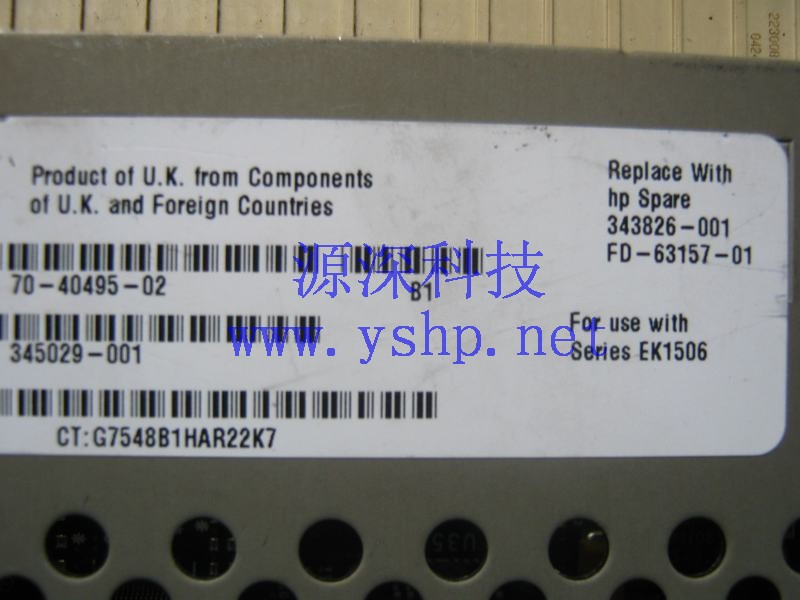 Product of U.K. from Components
of U.K. and Foreign Countries
Replace With
hp Spare
343826-001
FD-63157-01
70-40495-02
B1
345029-001
For use with
Series EK1506
CT:G7548B1HAR22K7
源深科技
www.yshp.net
U35